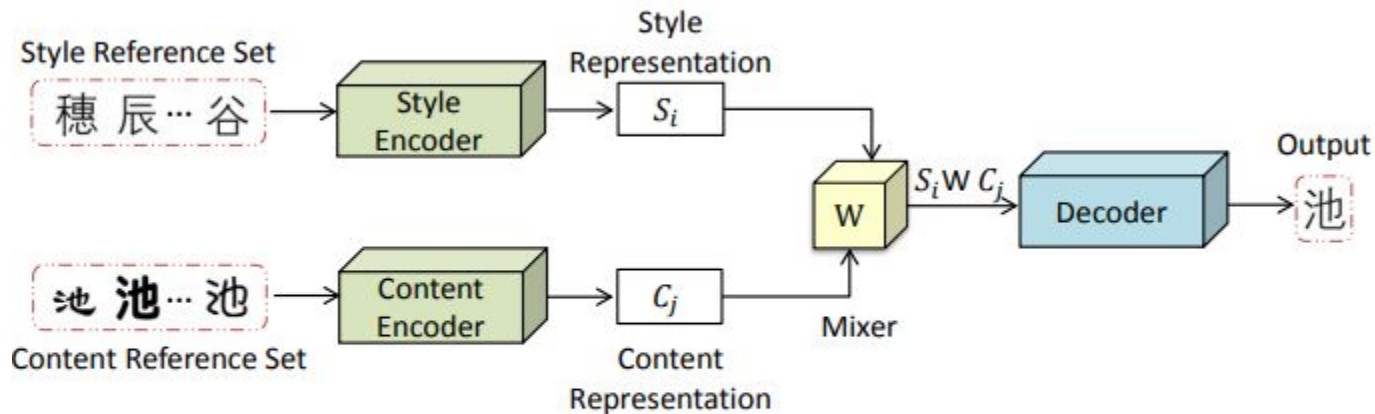 Style Reference Set
穗 辰 ··· 谷
Style
Encoder
Style
Representation
S_i
W
Mixer
S_i W C_j
Decoder
Output
池
池 池 ··· 池
Content Reference Set
Content
Encoder
C_j
Content
Representation